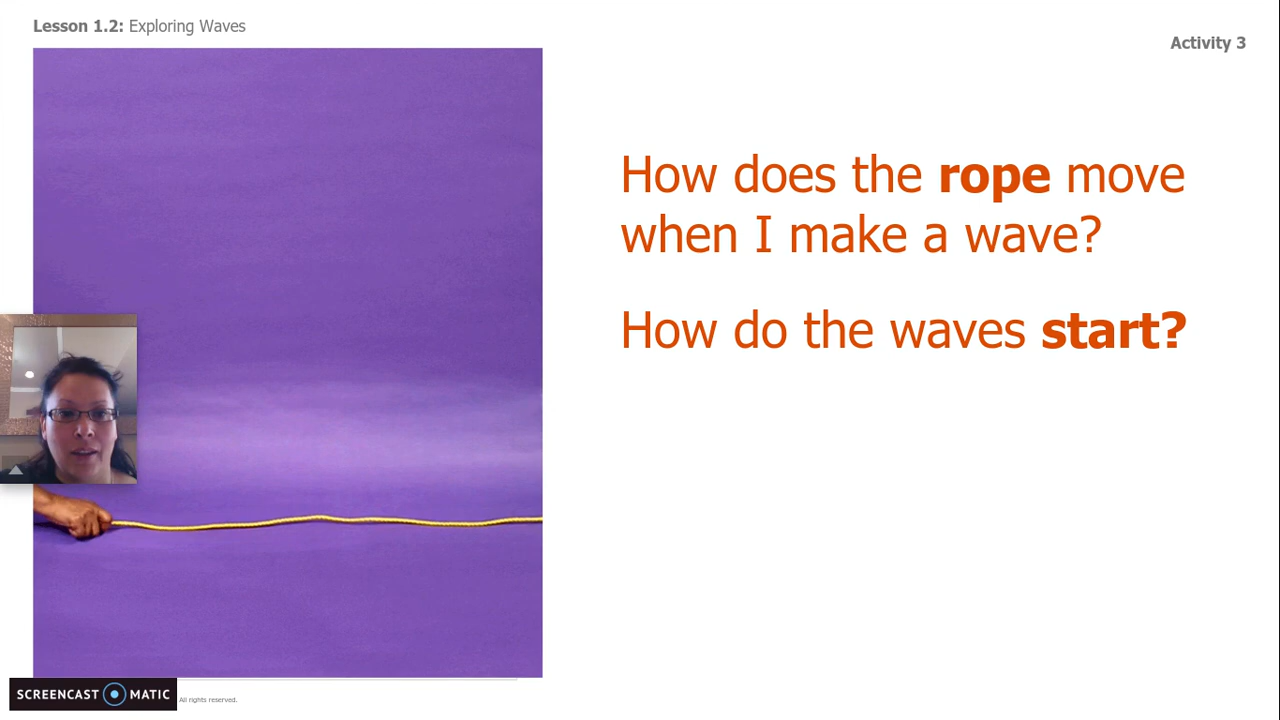 Lesson 1.2: Exploring Waves
Activity 3
How does the rope move
when I make a wave?
How do the waves start?
SCREENCAST MATIC
All rights reserved.